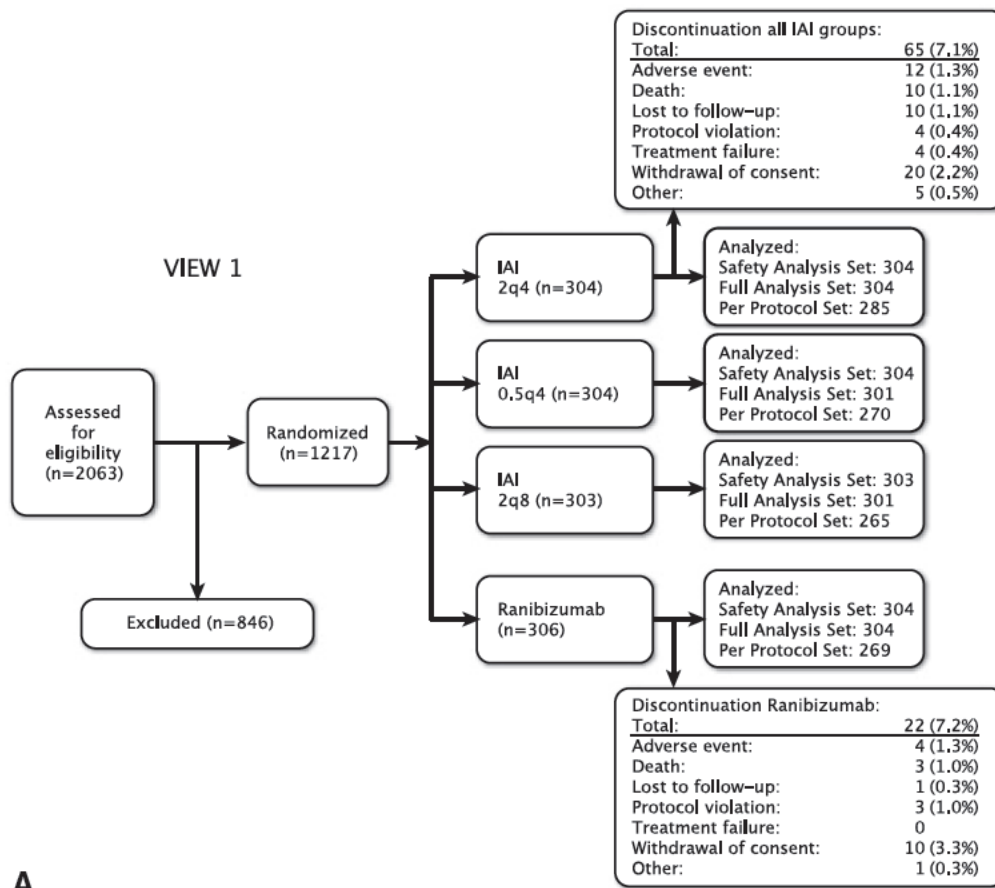 Discontinuation all IAI groups:
Total: 65 (7.1%)
Adverse event: 12 (1.3%)
Death: 10 (1.1%)
Lost to follow-up: 10 (1.1%)
Protocol violation: 4 (0.4%)
Treatment failure: 4 (0.4%)
Withdrawal of consent: 20 (2.2%)
Other: 5 (0.5%)
VIEW 1
IAI
2q4 (n=304)
Analyzed:
Safety Analysis Set: 304
Full Analysis Set: 304
Per Protocol Set: 285
Assessed
for
eligibility
(n=2063)
Randomized
(n=1217)
IAI
0.5q4 (n=304)
Analyzed:
Safety Analysis Set: 304
Full Analysis Set: 301
Per Protocol Set: 270
IAI
2q8 (n=303)
Analyzed:
Safety Analysis Set: 303
Full Analysis Set: 301
Per Protocol Set: 265
Excluded (n=846)
Ranibizumab
(n=306)
Analyzed:
Safety Analysis Set: 304
Full Analysis Set: 304
Per Protocol Set: 269
Discontinuation Ranibizumab:
Total: 22 (7.2%)
Adverse event: 4 (1.3%)
Death: 3 (1.0%)
Lost to follow-up: 1 (0.3%)
Protocol violation: 3 (1.0%)
Treatment failure: 0
Withdrawal of consent: 10 (3.3%)
Other: 1 (0.3%)
A